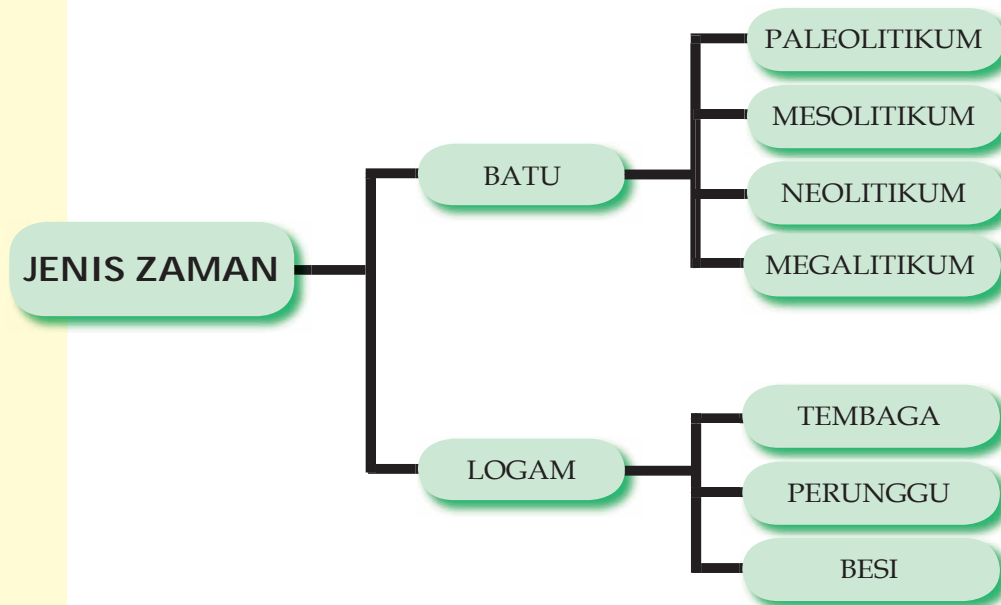 JENIS ZAMAN
BATU
PALEOLITIKUM
MESOLITIKUM
NEOLITIKUM
MEGALITIKUM
LOGAM
TEMBAGA
PERUNGGU
BESI